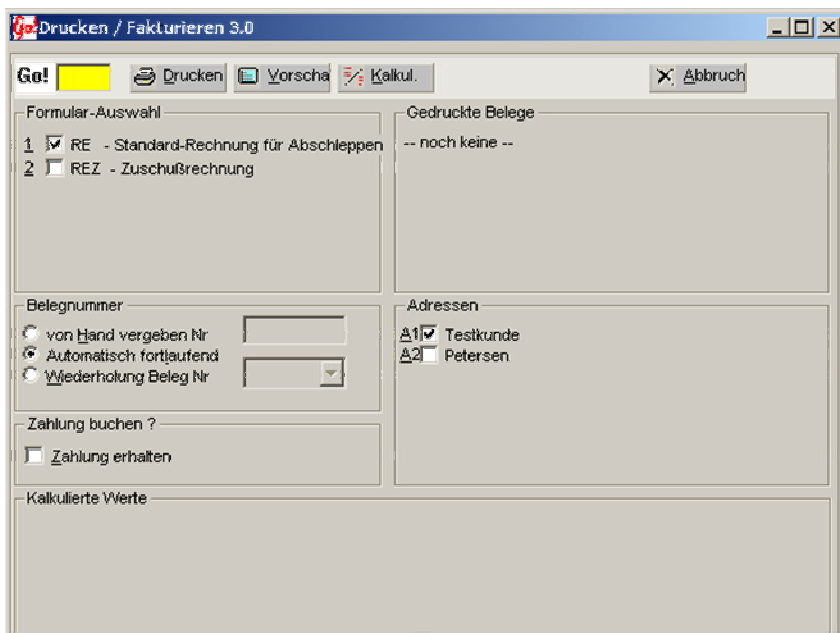 Go! Drucken / Fakturieren 3.0
Go! Drucken Vorscha Kalkul. Abbruch
Formular-Auswahl
1 RE - Standard-Rechnung für Abschleppen
2 REZ - Zuschußrechnung
Gedruckte Belege
-- noch keine --
Belegnummer
von Hand vergeben Nr
Automatisch fortlaufend
Wiederholung Beleg Nr
Adressen
A1 Testkunde
A2 Petersen
Zahlung buchen ?
Zahlung erhalten
Kalkulierte Werte